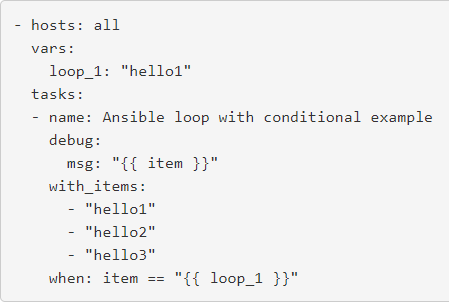 - hosts: all
  vars:
    loop_1: "hello1"
  tasks:
  - name: Ansible loop with conditional example
    debug:
      msg: "{{ item }}"
    with_items:
      - "hello1"
      - "hello2"
      - "hello3"
    when: item == "{{ loop_1 }}"